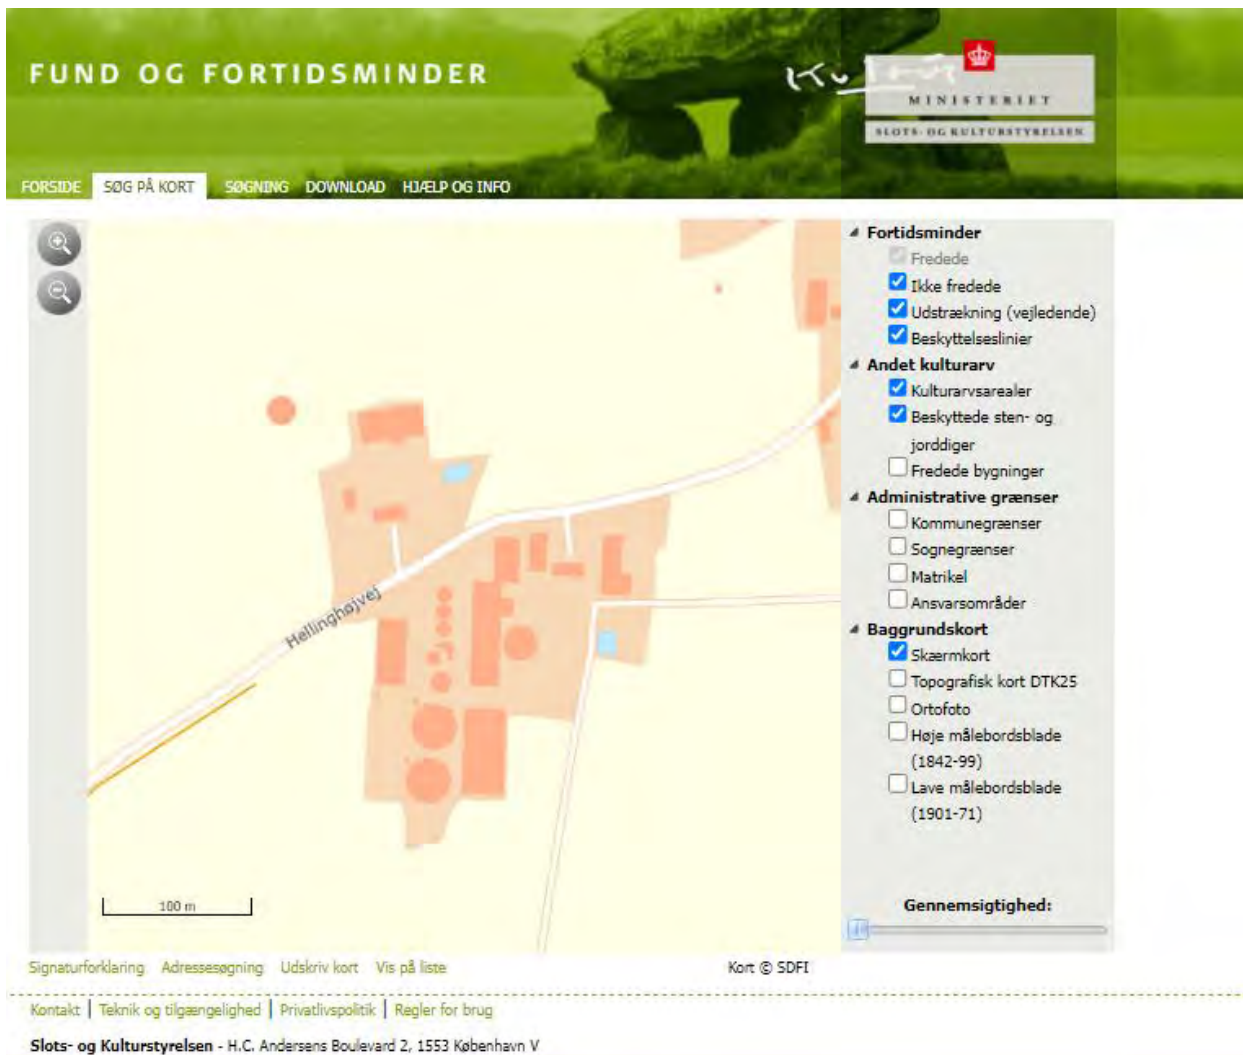 FUND OG FORTIDSMINDER
Kultur
MINISTERIET
SLOTS- OG KULTURSTYRELSEN
FORSIDE SØG PÅ KORT SØGNING DOWNLOAD HJÆLP OG INFO
Hellinghøjvej
100 m
Fortidsminder
Fredede
Ikke fredede
Udstrækning (vejledende)
Beskyttelseslinier
Andet kulturarv
Kulturarvsarealer
Beskyttede sten- og
jorddiger
Fredede bygninger
Administrative grænser
Kommunegrænser
Sognegrænser
Matrikel
Ansvarsområder
Baggrundskort
Skærmkort
Topografisk kort DTK25
Ortofoto
Høje målebordsblade
(1842-99)
Lave målebordsblade
(1901-71)
Gennemsigtighed:
Signaturforklaring Adressesøgning Udskriv kort Vis på liste Kort © SDFI
Kontakt | Teknik og tilgængelighed | Privatlivspolitik | Regler for brug
Slots- og Kulturstyrelsen - H.C. Andersens Boulevard 2, 1553 København V